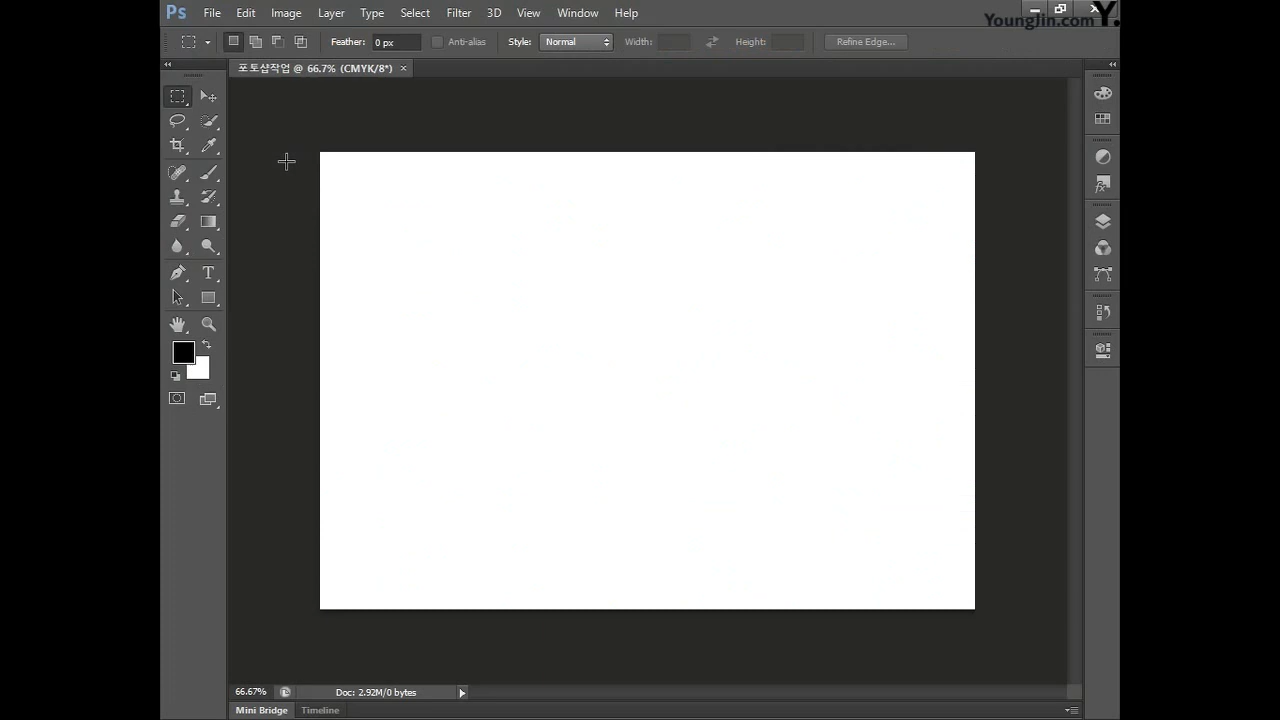 Ps File Edit Image Layer Type Select Filter 3D View Window Help
YoungJin.com Y.
Feather: 0 px Anti-alias Style: Normal Width: Height: Refine Edge...
포토샵작업 @ 66.7% (CMYK/8*) ×
66.67% Doc: 2.92M/0 bytes
Mini Bridge Timeline